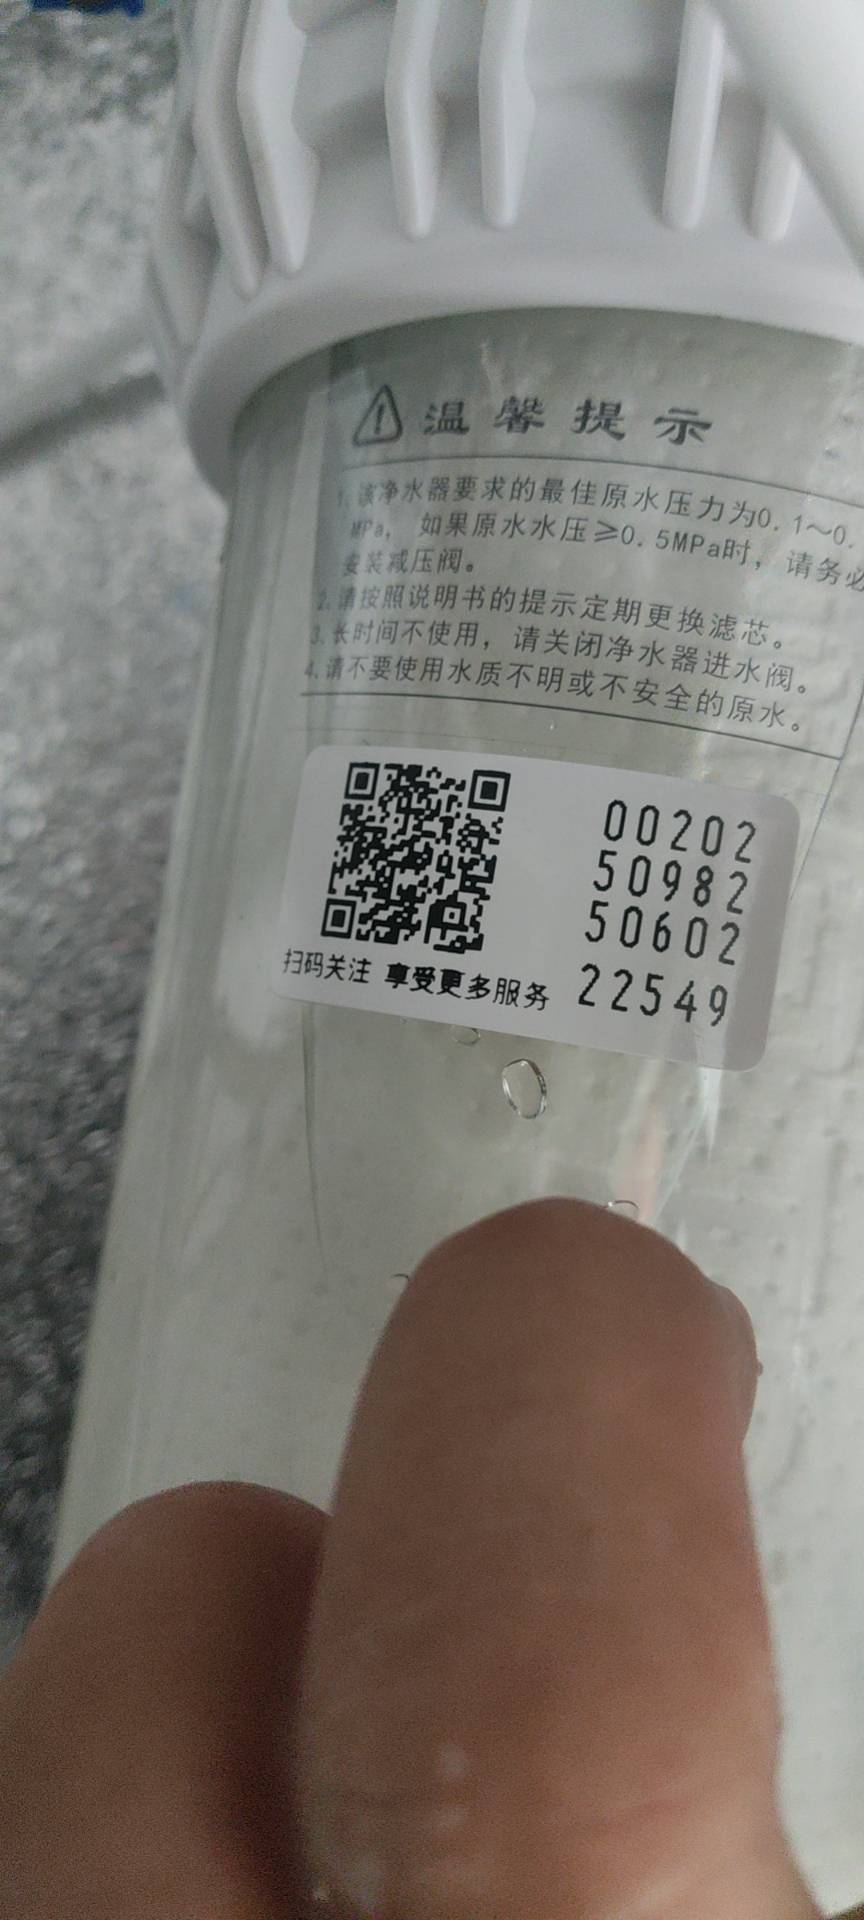 温馨提示
1. 该净水器要求的最佳原水压力为0.1~0.
MPa, 如果原水水压≥0.5MPa时, 请务必
安装减压阀。
2. 请按照说明书的提示定期更换滤芯。
3. 长时间不使用, 请关闭净水器进水阀。
4. 请不要使用水质不明或不安全的原水。
00202
50982
50602
22549
扫码关注 享受更多服务